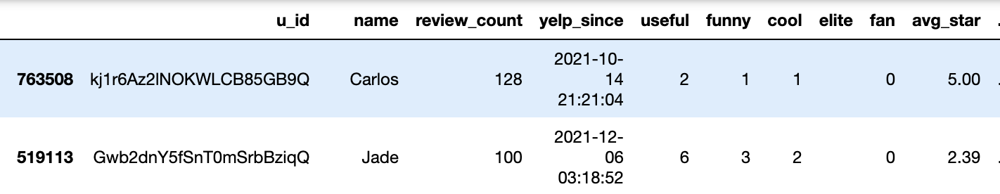 u_id name review_count yelp_since useful funny cool elite fan avg_star .
763508 kj1r6Az2lNOKWLCB85GB9Q Carlos 128 2021-10-
14 2 1 1 0 5.00 .
21:21:04
519113 Gwb2dnY5fSnT0mSrbBziqQ Jade 100 2021-12-
06 6 3 2 0 2.39 .
03:18:52